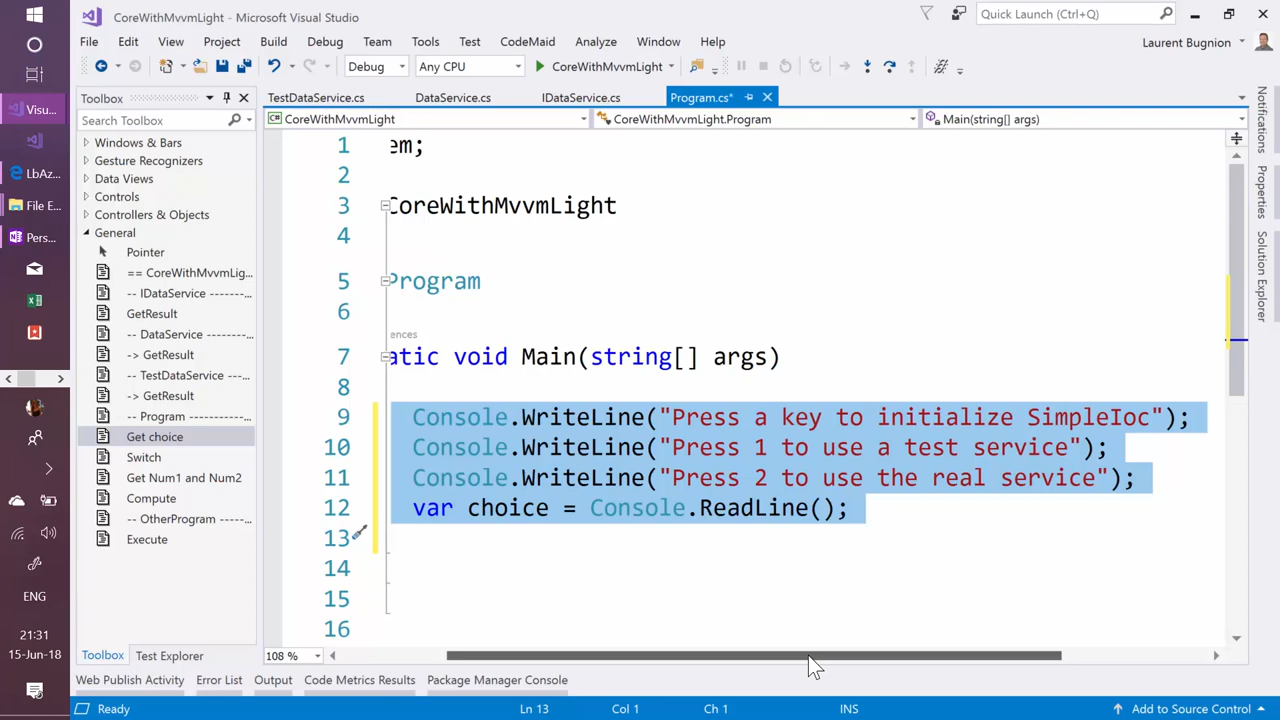 CoreWithMvvmLight - Microsoft Visual Studio
Quick Launch (Ctrl+Q)
File Edit View Project Build Debug Team Tools Test CodeMaid Analyze Window Help
Laurent Bugnion
Debug Any CPU CoreWithMvvmLight
Visu...
LbAz...
File E...
Pers...
ENG
21:31
15-Jun-18
Toolbox
Search Toolbox
Windows & Bars
Gesture Recognizers
Data Views
Controls
Controllers & Objects
General
Pointer
== CoreWithMvvmLig...
-- IDataService -------...
GetResult
-- DataService --------...
-> GetResult
-- TestDataService ----...
-> GetResult
-- Program -----------...
Get choice
Switch
Get Num1 and Num2
Compute
-- OtherProgram ------...
Execute
Toolbox Test Explorer
TestDataService.cs DataService.cs IDataService.cs Program.cs*
CoreWithMvvmLight CoreWithMvvmLight.Program Main(string[] args)
1 em;
2
3 CoreWithMvvmLight
4
5 Program
6
ences
7 atic void Main(string[] args)
8
9 Console.WriteLine("Press a key to initialize SimpleIoc");
10 Console.WriteLine("Press 1 to use a test service");
11 Console.WriteLine("Press 2 to use the real service");
12 var choice = Console.ReadLine();
13
14
15
16
108 %
Notifications
Properties
Solution Explorer
Web Publish Activity Error List Output Code Metrics Results Package Manager Console
Ready Ln 13 Col 1 Ch 1 INS Add to Source Control